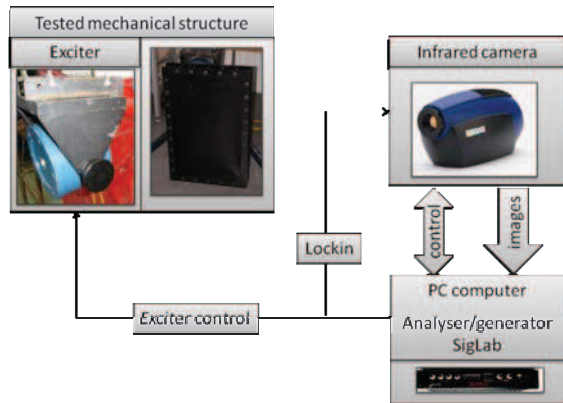 Tested mechanical structure
Exciter
Infrared camera
control
images
Lockin
Exciter control
PC computer
Analyser/generator
SigLab